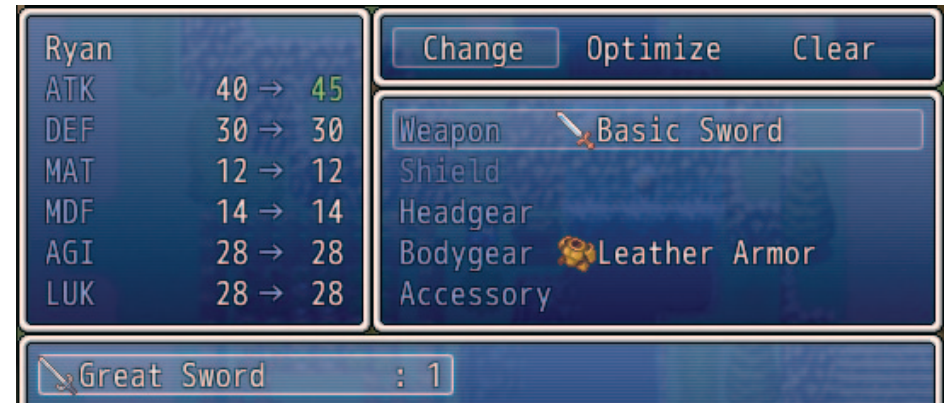 Ryan
ATK 40 → 45
DEF 30 → 30
MAT 12 → 12
MDF 14 → 14
AGI 28 → 28
LUK 28 → 28
Change Optimize Clear
Weapon Basic Sword
Shield
Headgear
Bodygear Leather Armor
Accessory
Great Sword : 1